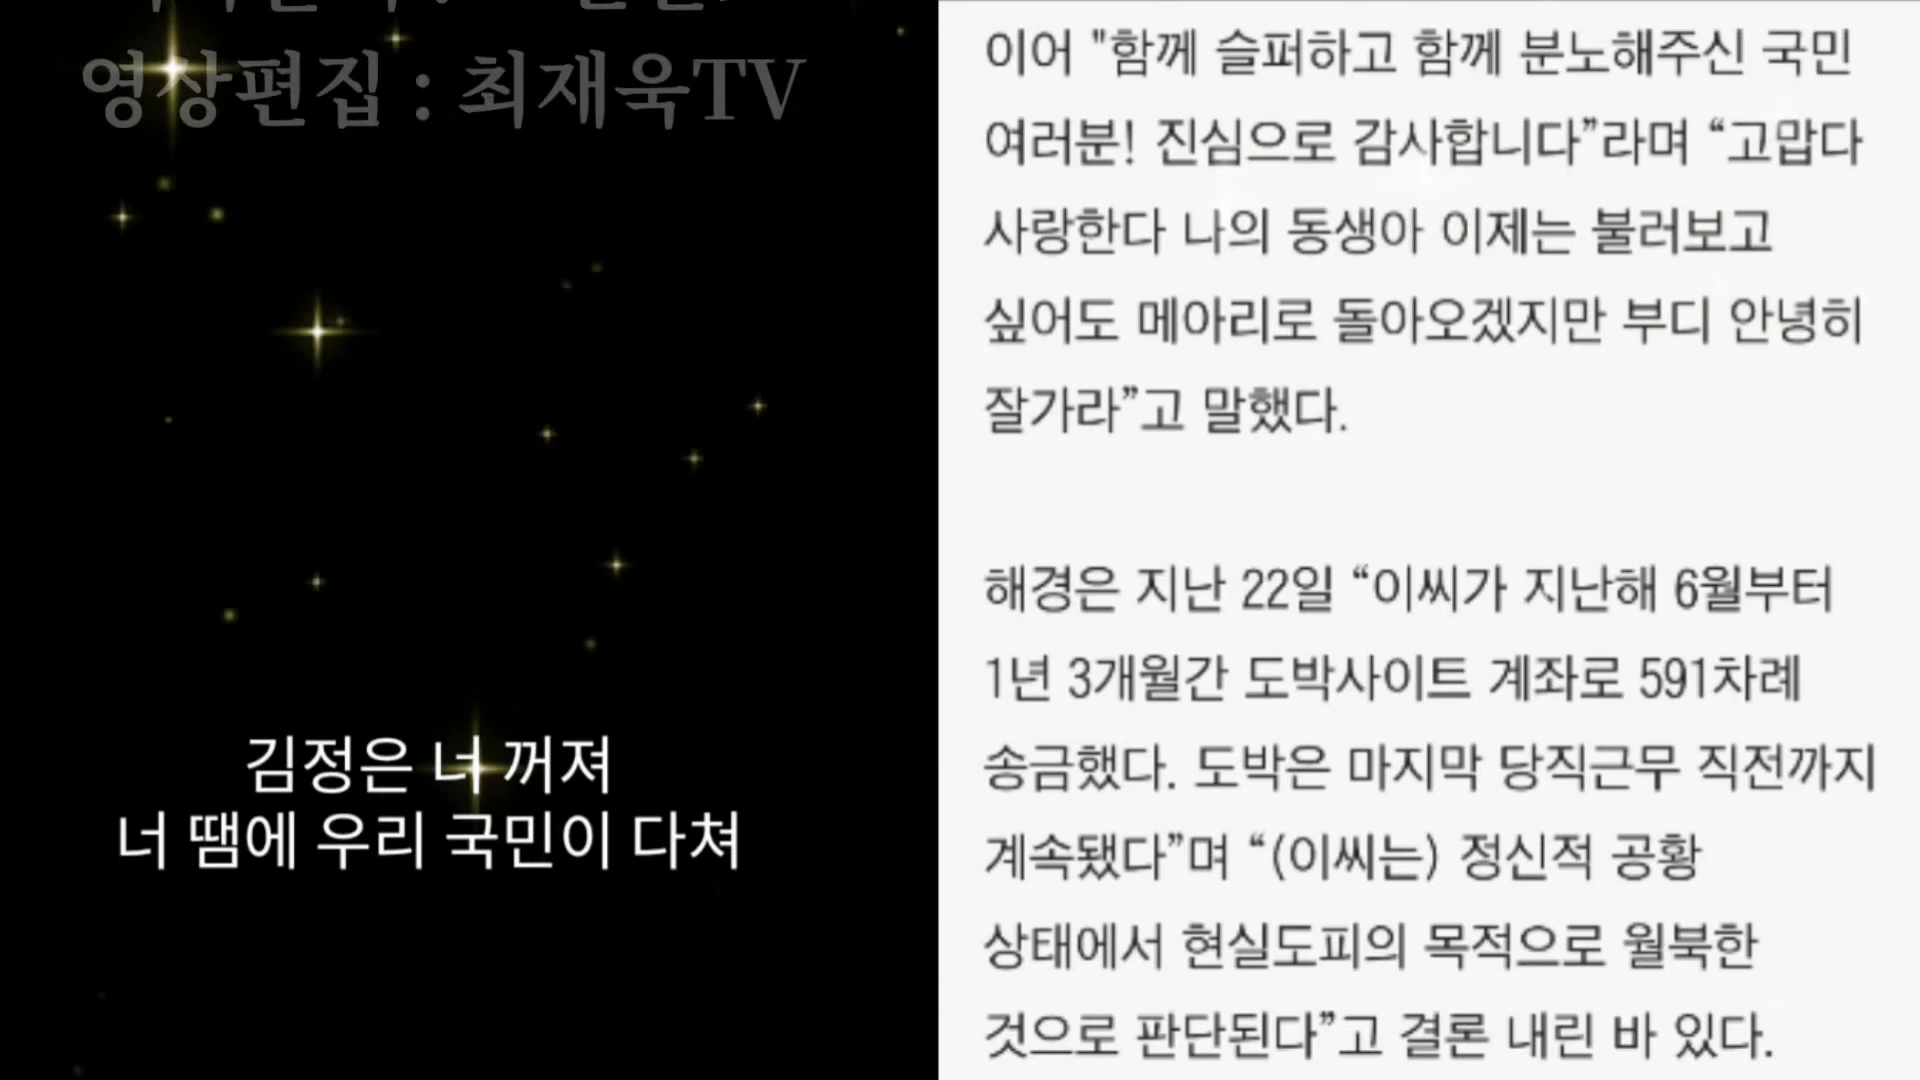 영상편집 : 최재욱TV
김정은 너 꺼져
너 땜에 우리 국민이 다쳐
이어 "함께 슬퍼하고 함께 분노해주신 국민
여러분! 진심으로 감사합니다”라며 “고맙다
사랑한다 나의 동생아 이제는 불러보고
싶어도 메아리로 돌아오겠지만 부디 안녕히
잘가라”고 말했다.
해경은 지난 22일 “이씨가 지난해 6월부터
1년 3개월간 도박사이트 계좌로 591차례
송금했다. 도박은 마지막 당직근무 직전까지
계속됐다”며 “(이씨는) 정신적 공황
상태에서 현실도피의 목적으로 월북한
것으로 판단된다”고 결론 내린 바 있다.